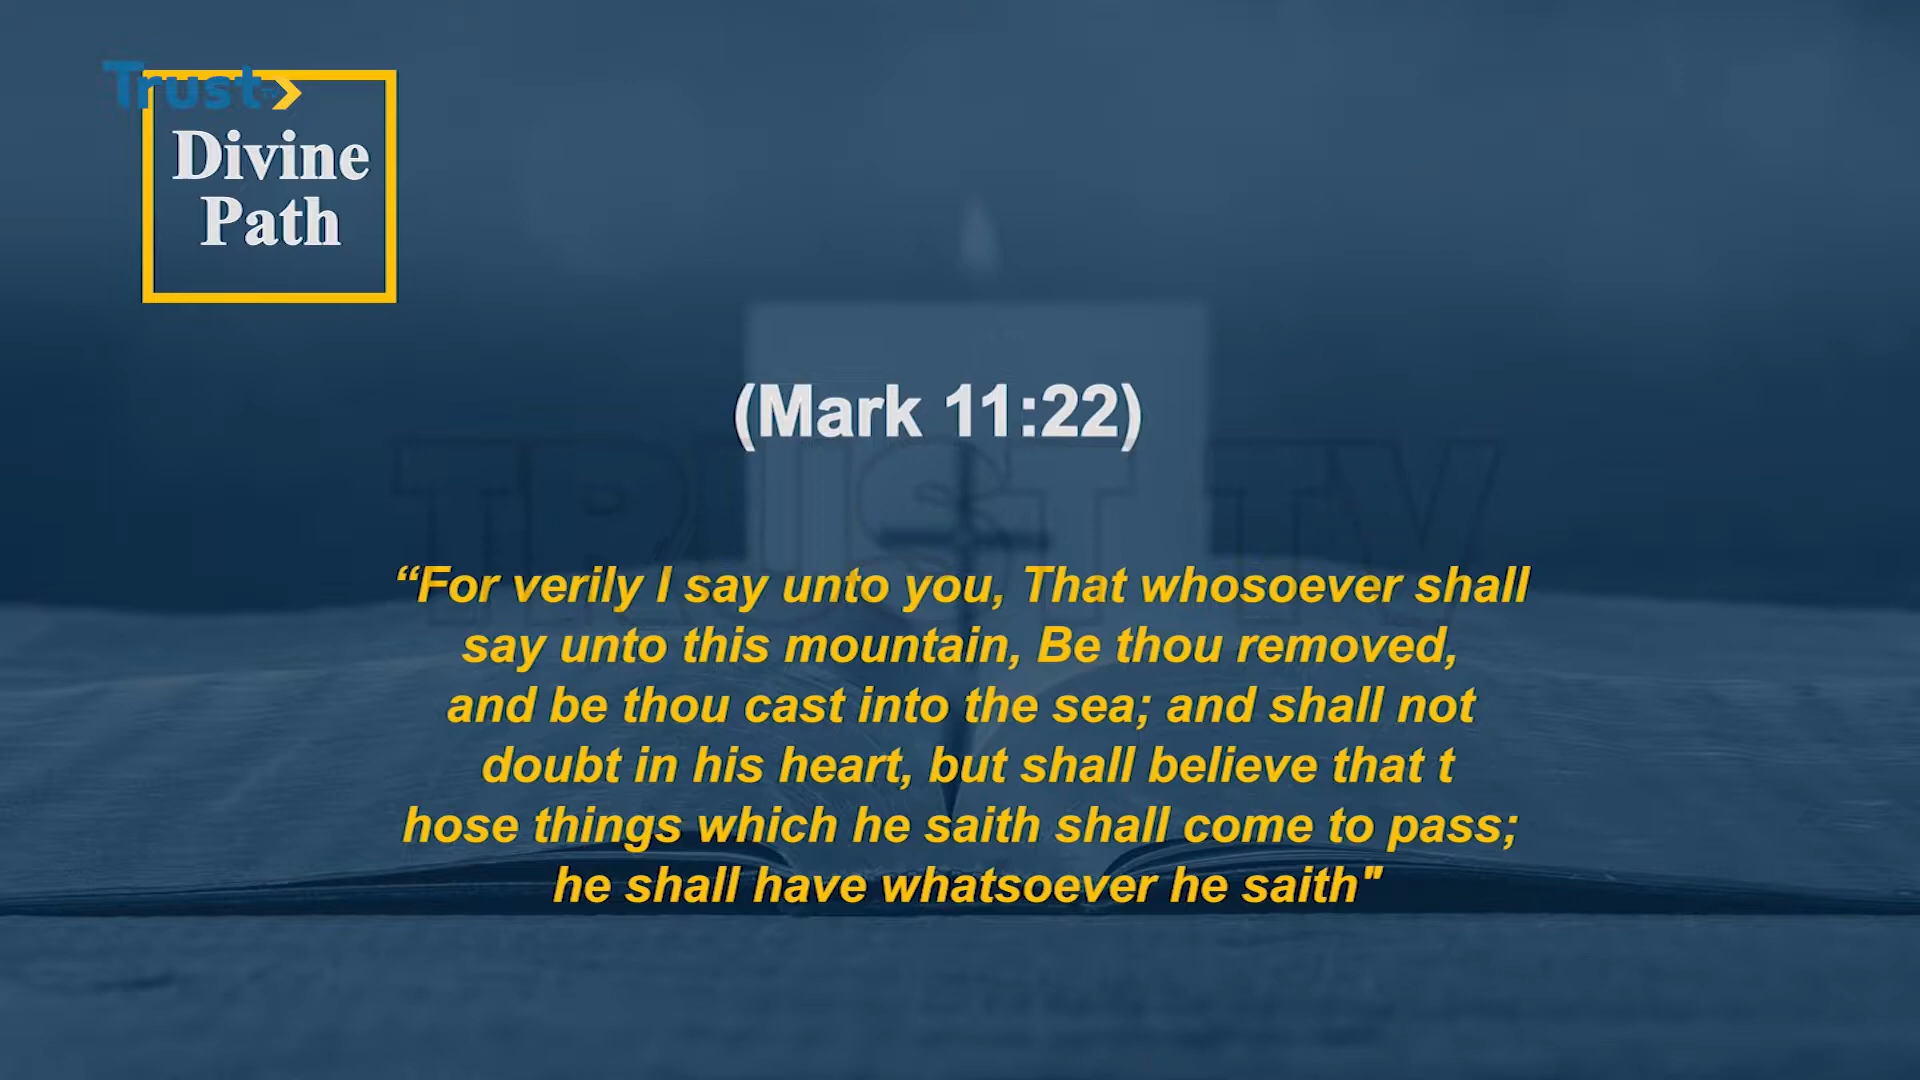 Trust
Divine
Path
(Mark 11:22)
TRUST TV
“For verily I say unto you, That whosoever shall
say unto this mountain, Be thou removed,
and be thou cast into the sea; and shall not
doubt in his heart, but shall believe that t
hose things which he saith shall come to pass;
he shall have whatsoever he saith"